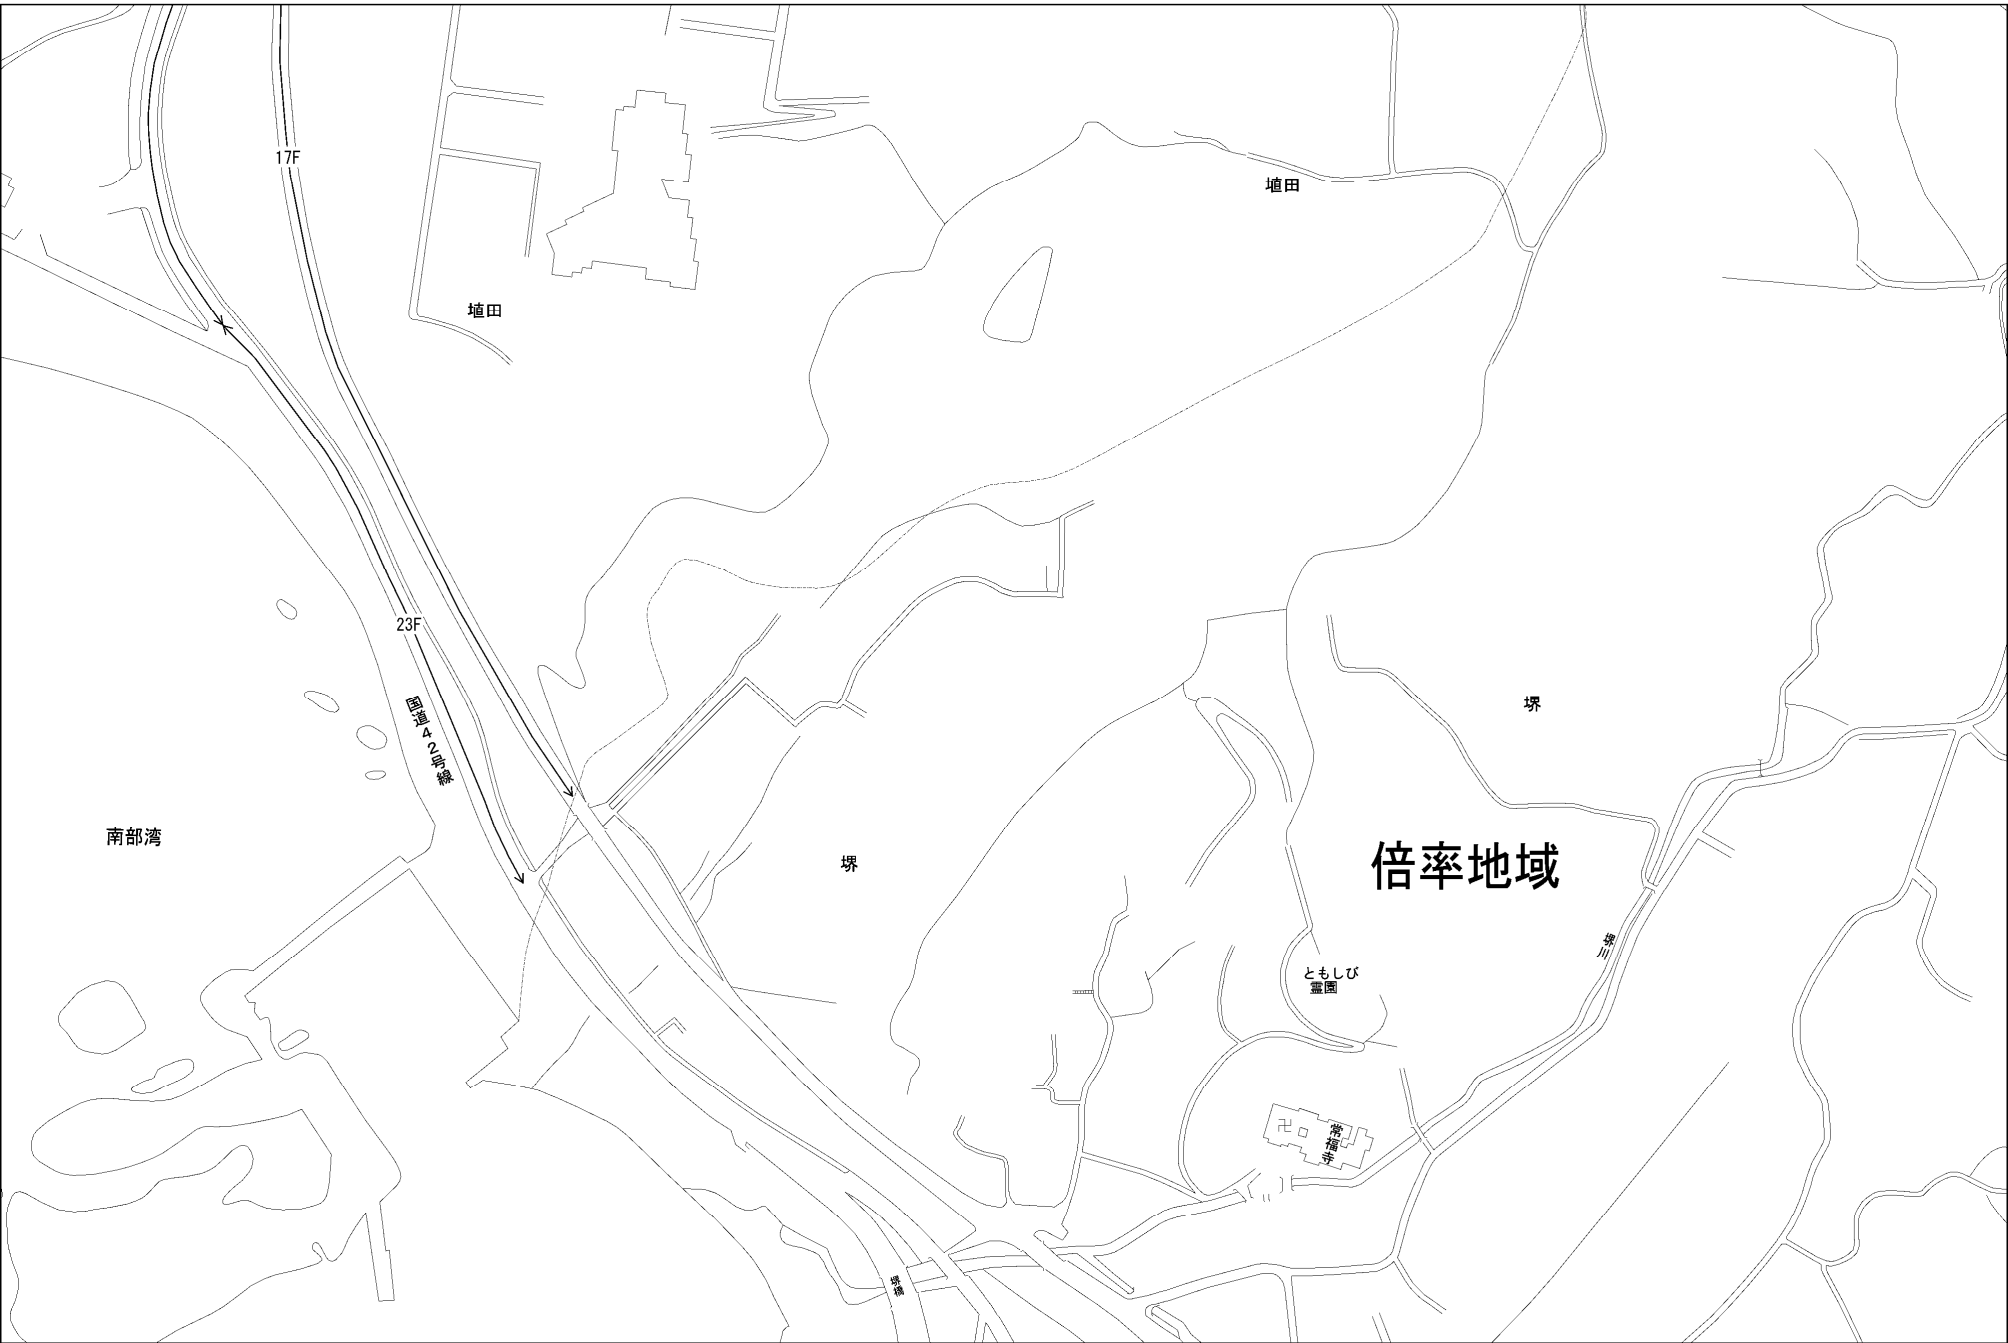 17F
埴田
埴田
23F
国道42号線
堺
南部湾
堺
倍率地域
堺川
ともしび
霊園
常福寺
堺橋